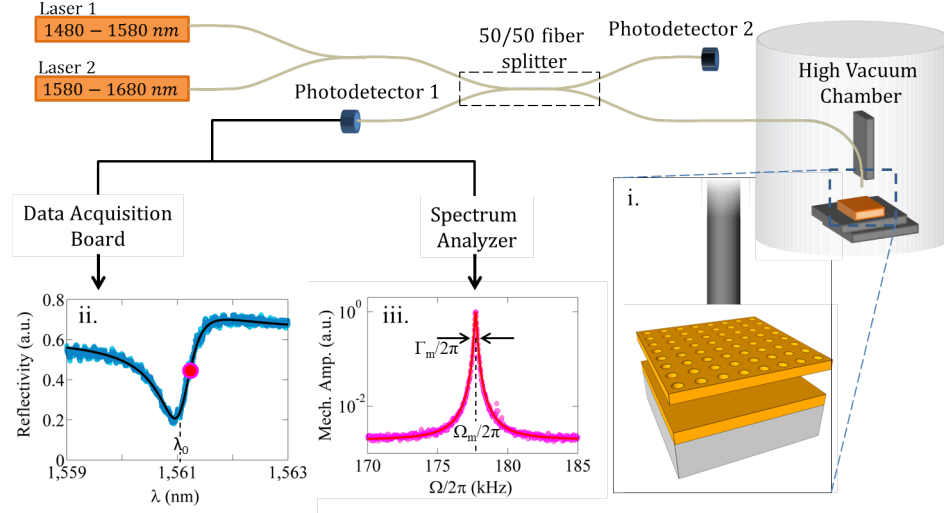 Laser 1
1480 − 1580 nm
Laser 2
1580 − 1680 nm
Photodetector 1
50/50 fiber
splitter
Photodetector 2
High Vacuum
Chamber
Data Acquisition
Board
Spectrum
Analyzer
i.
ii.
Reflectivity (a.u.)
0.8
0.6
0.4
0.2
0
λ₀
1,559
1,561
1,563
λ (nm)
iii.
Mech. Amp. (a.u.)
10⁰
10⁻²
Γₘ/2π
Ωₘ/2π
170
175
180
185
Ω/2π (kHz)